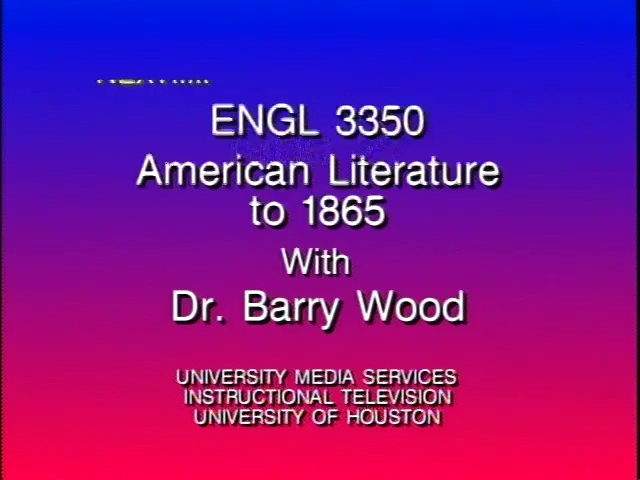 ENGL 3350
American Literature
to 1865
With
Dr. Barry Wood
UNIVERSITY MEDIA SERVICES
INSTRUCTIONAL TELEVISION
UNIVERSITY OF HOUSTON